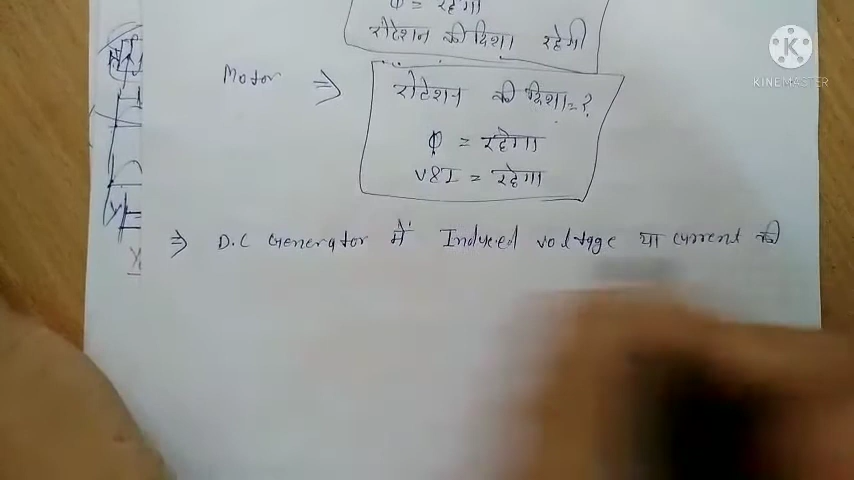 φ = रहेगा
रोटेशन की दिशा रहेगी
Motor ⇒ रोटेशन की दिशा = ?
φ = रहेगा
V&I = रहेगा
⇒ D.C Generator में Induced voltage या current की
KINEMASTER